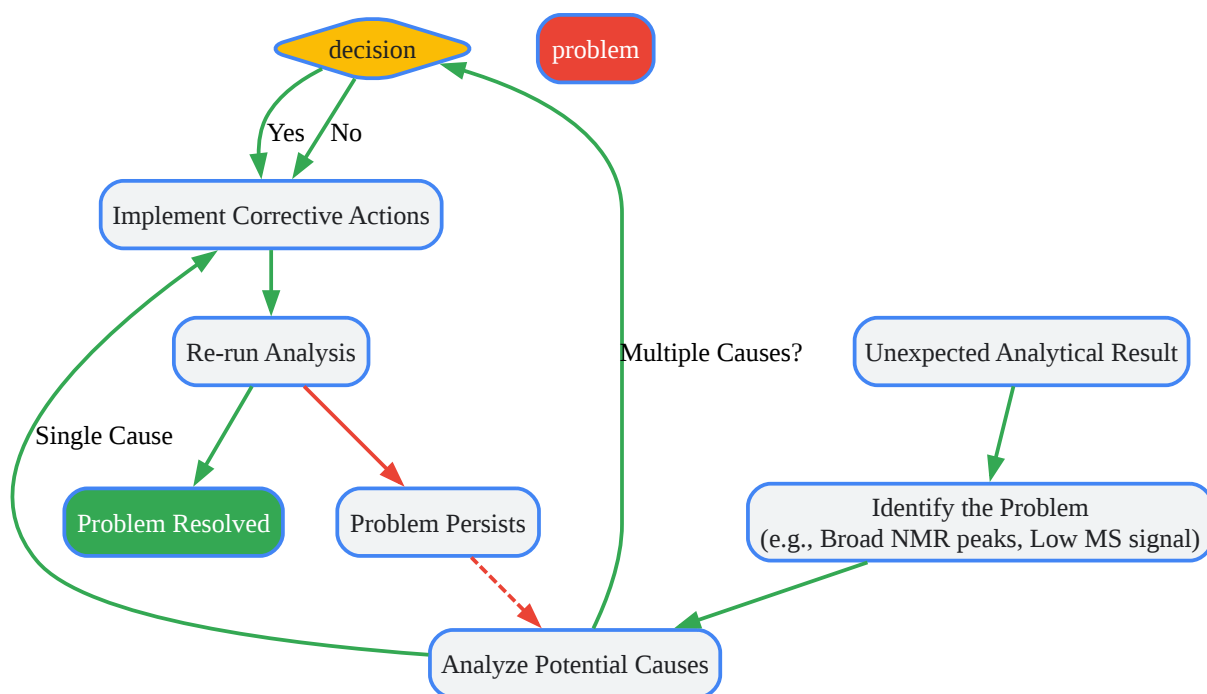 decision
problem
Yes
No
Implement Corrective Actions
Re-run Analysis
Multiple Causes?
Unexpected Analytical Result
Single Cause
Problem Resolved
Problem Persists
Identify the Problem
(e.g., Broad NMR peaks, Low MS signal)
Analyze Potential Causes